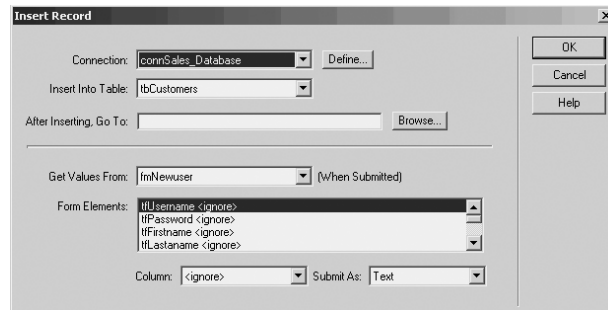 Insert Record
Connection: connSales_Database Define...
Insert Into Table: tbCustomers
After Inserting, Go To: Browse...
Get Values From: fmNewuser (When Submitted)
Form Elements: tfUsername <ignore>
tfPassword <ignore>
tfFirstname <ignore>
tfLastaname <ignore>
Column: <ignore> Submit As: Text
OK
Cancel
Help